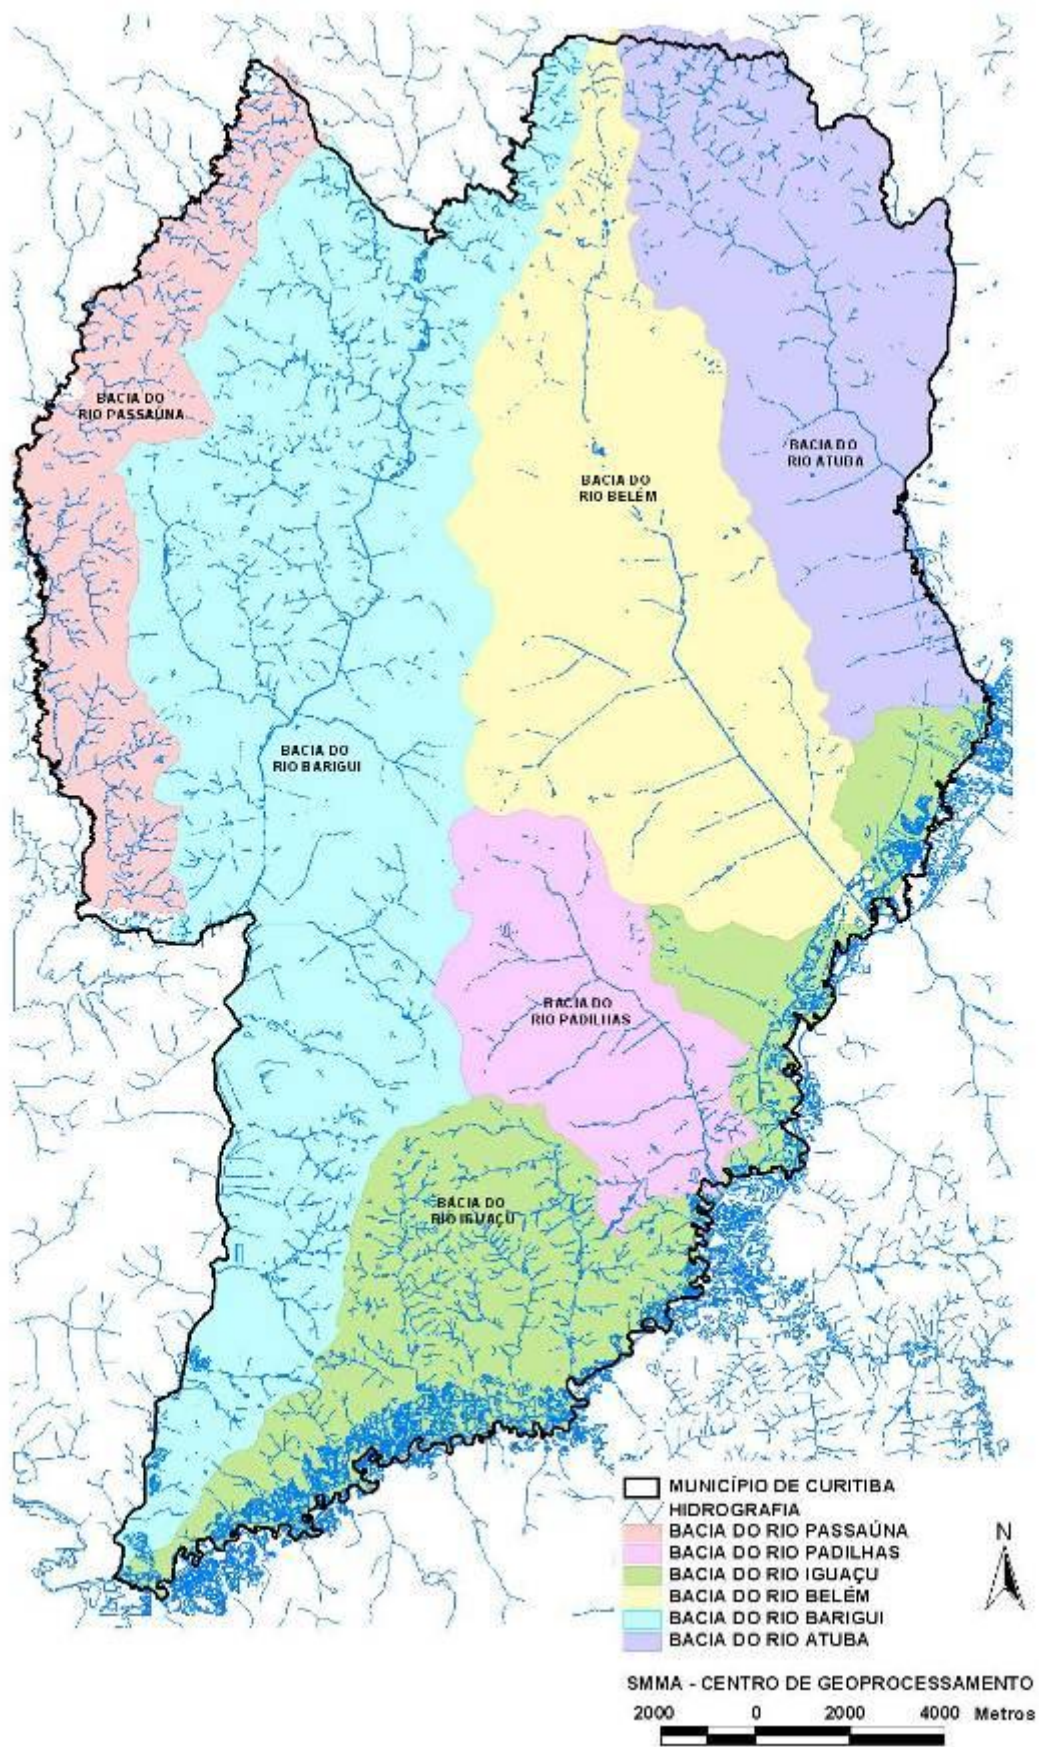 BACIA DO
RIO PASSAÚNA
BACIA DO
RIO ATUBA
BACIA DO
RIO BELÉM
BACIA DO
RIO BARIGUI
BACIA DO
RIO PADILHAS
BACIA DO
RIO IGUAÇU
MUNICÍPIO DE CURITIBA
HIDROGRAFIA
BACIA DO RIO PASSAÚNA
BACIA DO RIO PADILHAS
BACIA DO RIO IGUAÇU
BACIA DO RIO BELÉM
BACIA DO RIO BARIGUI
BACIA DO RIO ATUBA
N
SMMA - CENTRO DE GEOPROCESSAMENTO
2000 0 2000 4000 Metros